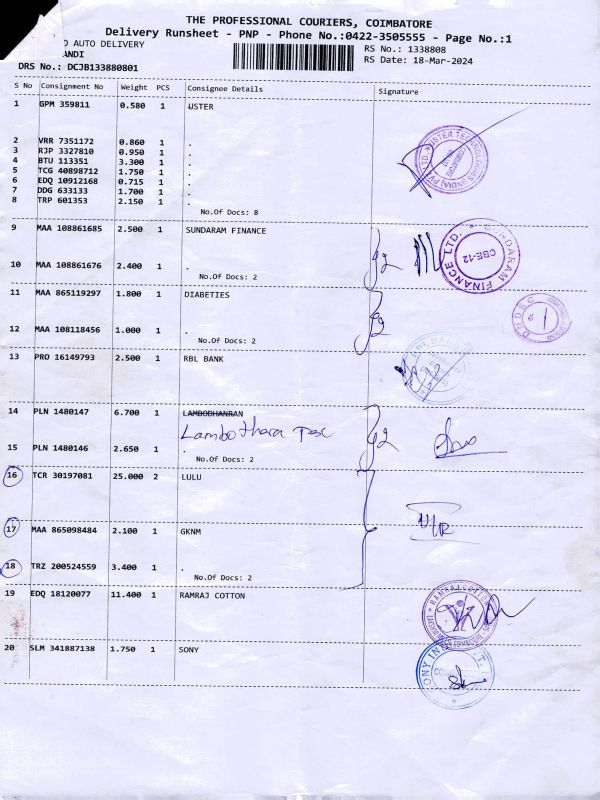 THE PROFESSIONAL COURIERS, COIMBATORE
Delivery Runsheet - PNP - Phone No.:0422-3505555 - Page No.:1
D AUTO DELIVERY
ANDI
RS No.: 1338808
RS Date: 18-Mar-2024
DRS No.: DCJB133880801
S No Consignment No Weight PCS Consignee Details Signature
1 GPM 359811 0.580 1 USTER
2 VRR 7351172 0.860 1 .
3 RJP 3327810 0.950 1 .
4 BTU 113351 3.300 1 .
5 TCG 40898712 1.750 1 .
6 EDQ 10912168 0.715 1 .
7 DDG 633133 1.700 1 .
8 TRP 601353 2.150 1 .
No.Of Docs: 8
9 MAA 108861685 2.500 1 SUNDARAM FINANCE
10 MAA 108861676 2.400 1 .
No.Of Docs: 2
CBE-12
FINANCE LTD.
11 MAA 865119297 1.800 1 DIABETIES
12 MAA 108118456 1.000 1 .
No.Of Docs: 2
13 PRO 16149793 2.500 1 RBL BANK
14 PLN 1480147 6.700 1 LAMBODHANRAN
15 PLN 1480146 2.650 1 .
No.Of Docs: 2
16 TCR 30197081 25.000 2 LULU
17 MAA 865098484 2.100 1 GKNM
18 TRZ 200524559 3.400 1 .
No.Of Docs: 2
19 EDQ 18120077 11.400 1 RAMRAJ COTTON
RAMRAJ COTTON
20 SLM 341887138 1.750 1 SONY